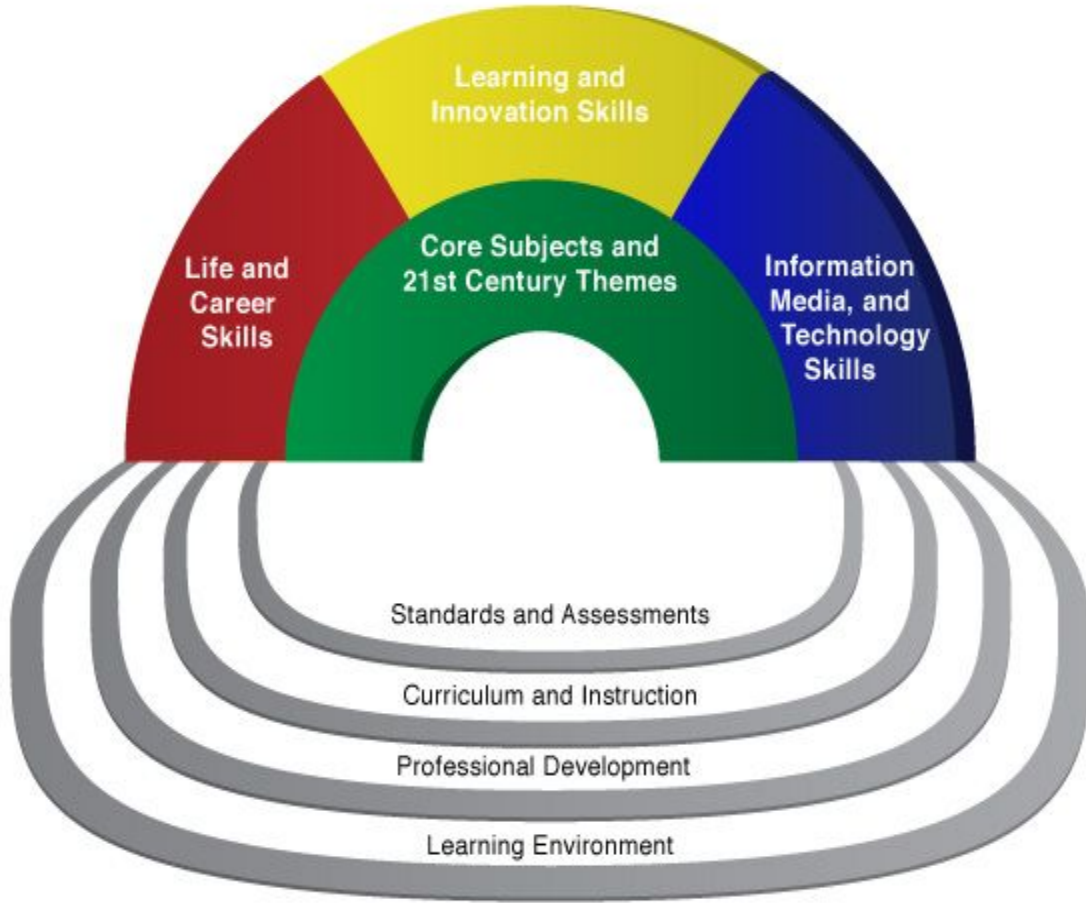 Learning and
Innovation Skills
Core Subjects and
21st Century Themes
Life and
Career
Skills
Information
Media, and
Technology
Skills
Standards and Assessments
Curriculum and Instruction
Professional Development
Learning Environment